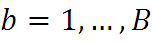 b = 1, … , B